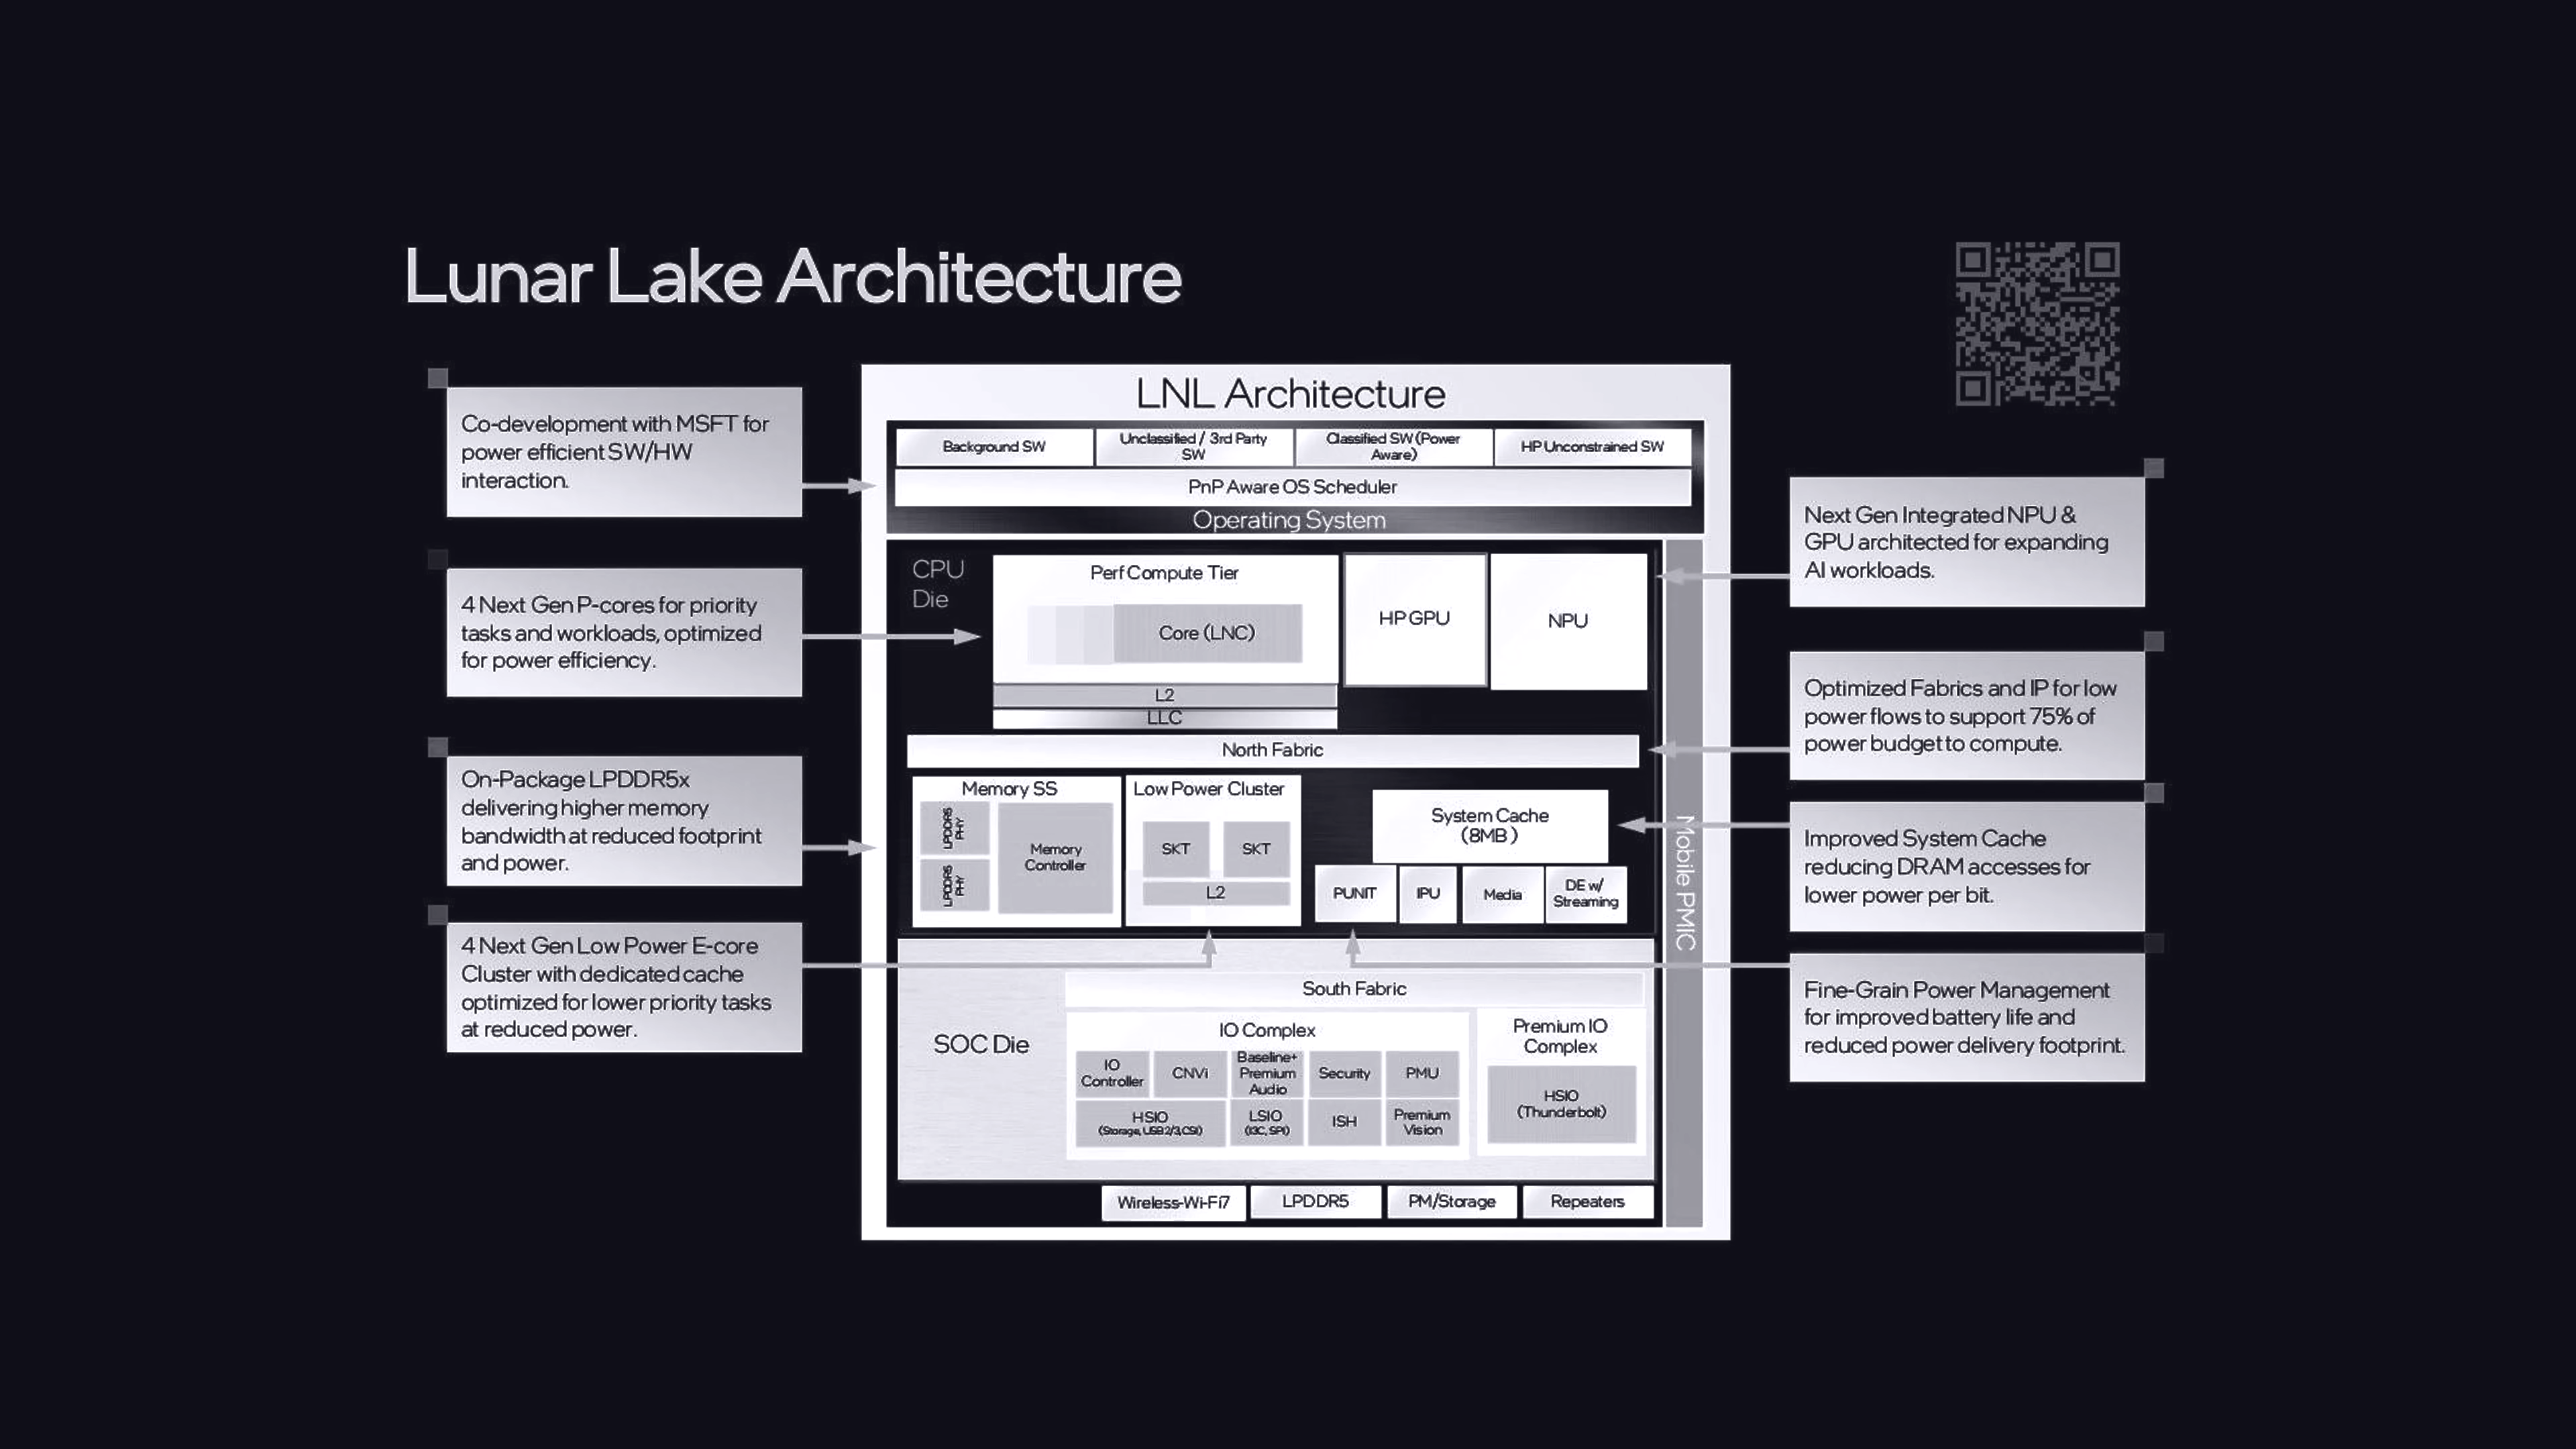 Lunar Lake Architecture
Co-development with MSFT for
power efficient SW/HW
interaction.
4 Next Gen P-cores for priority
tasks and workloads, optimized
for power efficiency.
On-Package LPDDR5x
delivering higher memory
bandwidth at reduced footprint
and power.
4 Next Gen Low Power E-core
Cluster with dedicated cache
optimized for lower priority tasks
at reduced power.
LNL Architecture
Background SW
Unclassified / 3rd Party
SW
Classified SW (Power
Aware)
HP Unconstrained SW
PnP Aware OS Scheduler
Operating System
CPU
Die
Perf Compute Tier
Core (LNC)
L2
LLC
HP GPU
NPU
North Fabric
Memory SS
LPDDR5
PHY
LPDDR5
PHY
Memory
Controller
Low Power Cluster
SKT
SKT
L2
System Cache
(8MB)
PUNIT
IPU
Media
DE w/
Streaming
Mobile PMIC
SOC Die
South Fabric
IO Complex
IO
Controller
CNVi
Baseline+
Premium
Audio
Security
PMU
HSIO
(Storage, USB2/3,CSI)
LSIO
(I3C, SPI)
ISH
Premium
Vision
Premium IO
Complex
HSIO
(Thunderbolt)
Wireless-Wi-Fi7
LPDDR5
PM/Storage
Repeaters
Next Gen Integrated NPU &
GPU architected for expanding
AI workloads.
Optimized Fabrics and IP for low
power flows to support 75% of
power budget to compute.
Improved System Cache
reducing DRAM accesses for
lower power per bit.
Fine-Grain Power Management
for improved battery life and
reduced power delivery footprint.